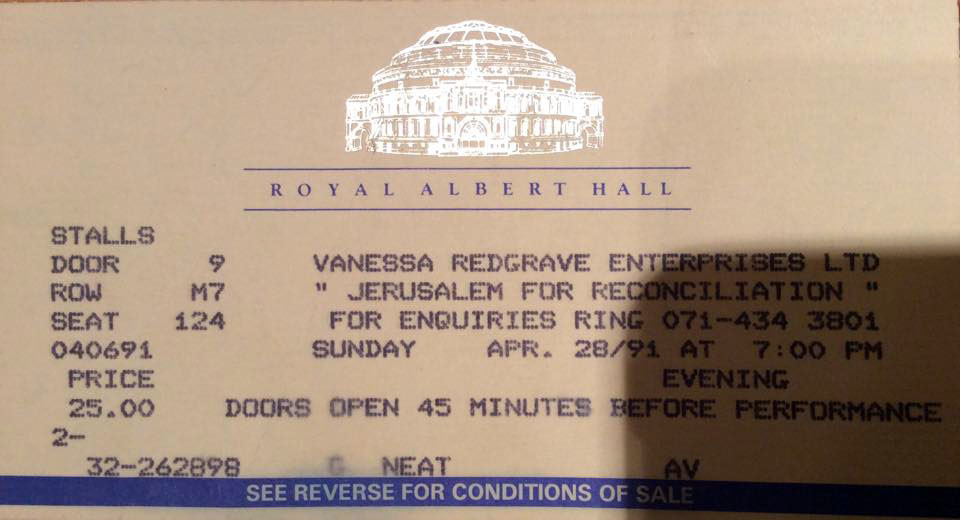 ROYAL ALBERT HALL
STALLS
DOOR 9 VANESSA REDGRAVE ENTERPRISES LTD
ROW M7 " JERUSALEM FOR RECONCILIATION "
SEAT 124 FOR ENQUIRIES RING 071-434 3801
040691 SUNDAY APR. 28/91 AT 7:00 PM
PRICE EVENING
25.00 DOORS OPEN 45 MINUTES BEFORE PERFORMANCE
2-
32-262898 G NEAT AV
SEE REVERSE FOR CONDITIONS OF SALE